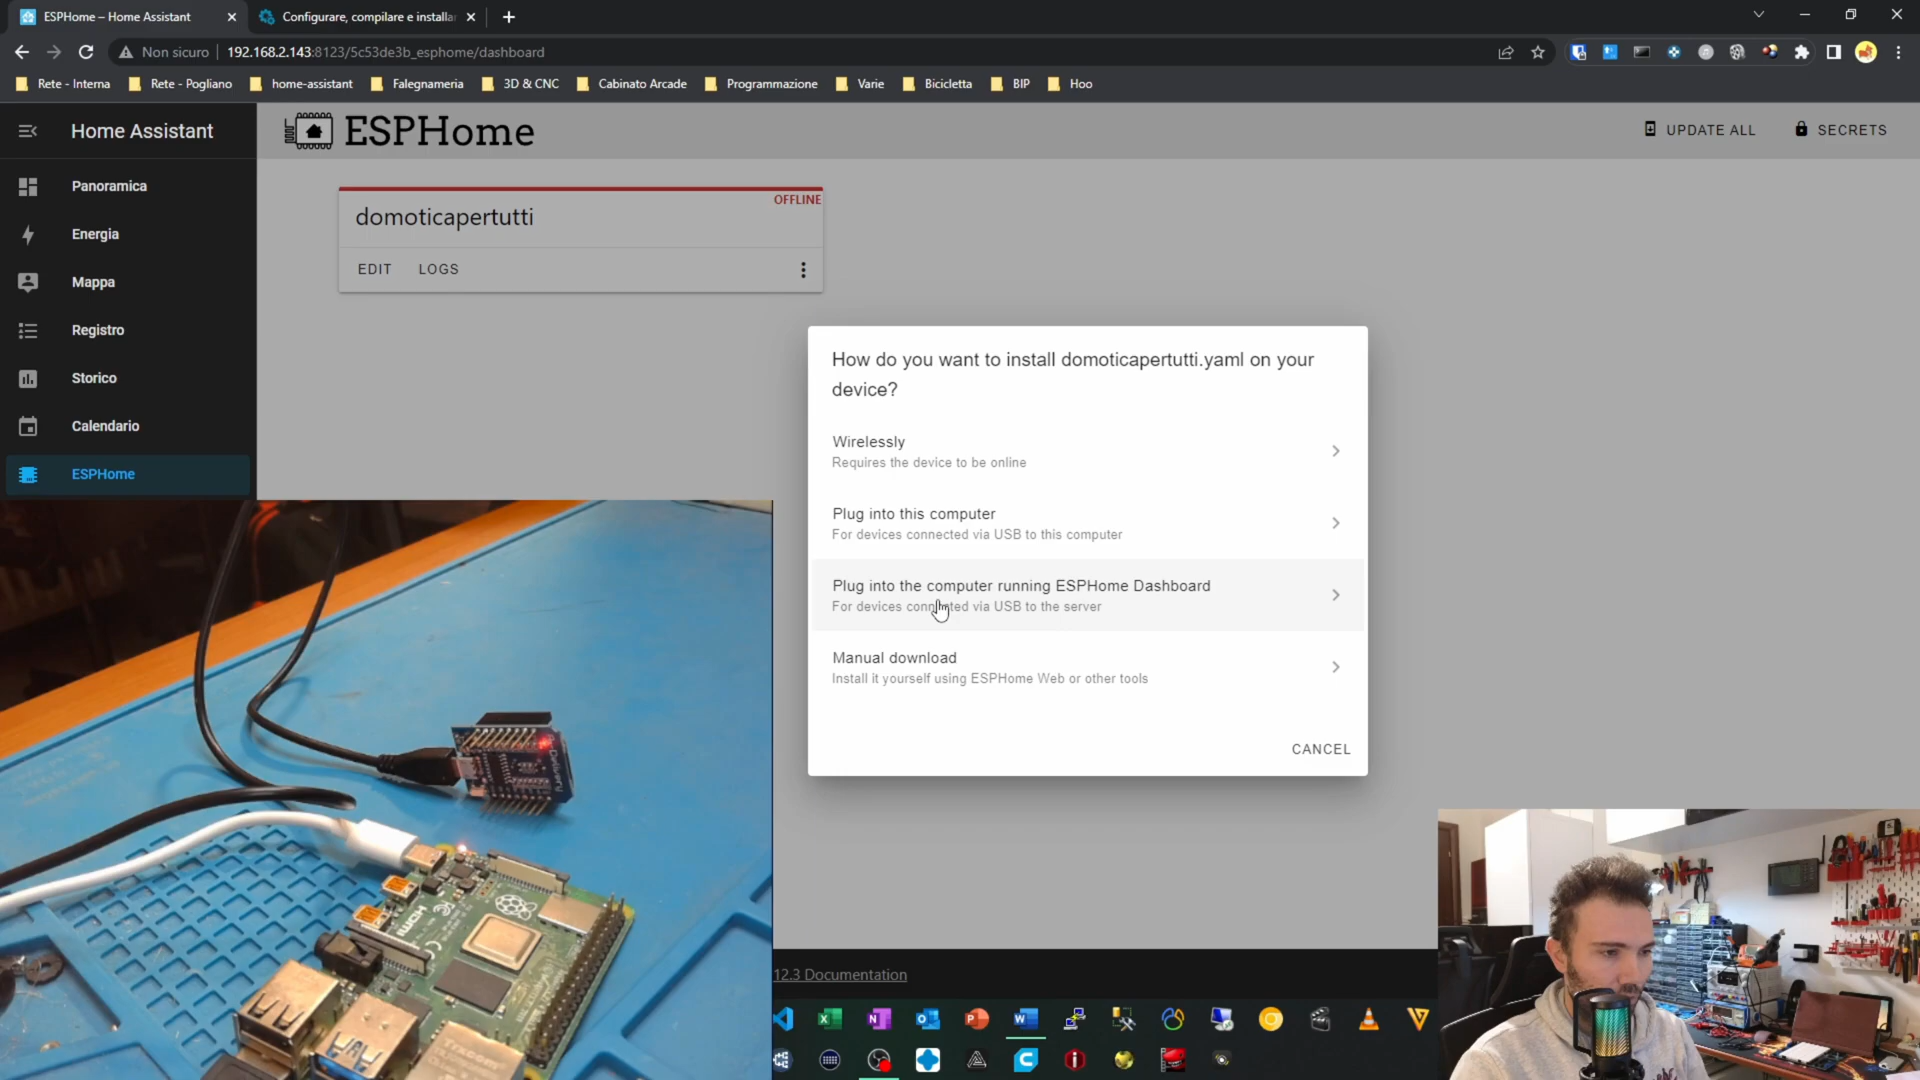 ESPHome – Home Assistant
Configurare, compilare e installar
Non sicuro
192.168.2.143:8123/5c53de3b_esphome/dashboard
Rete - Interna
Rete - Pogliano
home-assistant
Falegnameria
3D & CNC
Cabinato Arcade
Programmazione
Varie
Bicicletta
BIP
Hoo
Home Assistant
ESPHome
UPDATE ALL
SECRETS
Panoramica
Energia
Mappa
Registro
Storico
Calendario
ESPHome
OFFLINE
domoticapertutti
EDIT
LOGS
How do you want to install domoticapertutti.yaml on your
device?
Wirelessly
Requires the device to be online
Plug into this computer
For devices connected via USB to this computer
Plug into the computer running ESPHome Dashboard
For devices connected via USB to the server
Manual download
Install it yourself using ESPHome Web or other tools
CANCEL
12.3 Documentation
HDMI